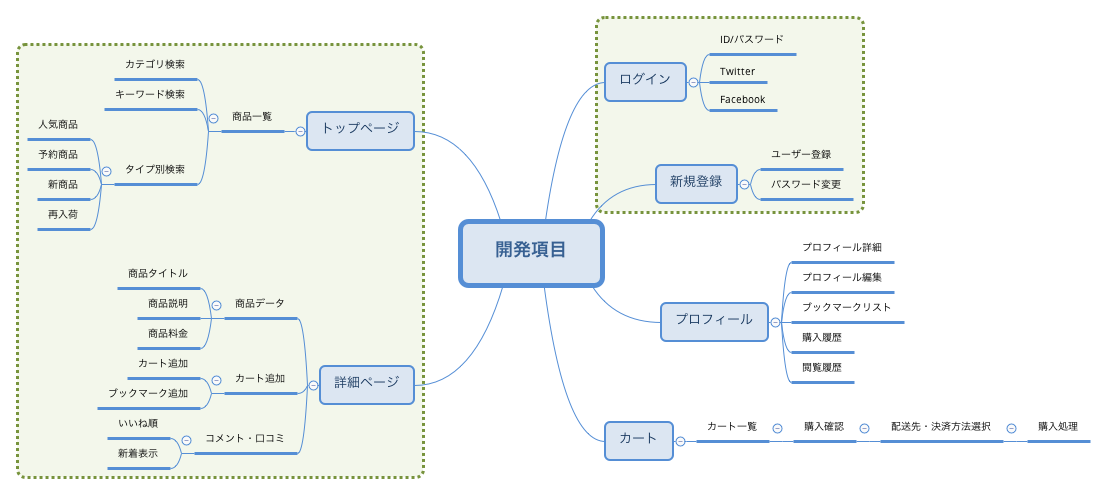 開発項目
トップページ
商品一覧
カテゴリ検索
キーワード検索
タイプ別検索
人気商品
予約商品
新商品
再入荷
詳細ページ
商品データ
商品タイトル
商品説明
商品料金
カート追加
カート追加
ブックマーク追加
コメント・口コミ
いいね順
新着表示
ログイン
ID/パスワード
Twitter
Facebook
新規登録
ユーザー登録
パスワード変更
プロフィール
プロフィール詳細
プロフィール編集
ブックマークリスト
購入履歴
閲覧履歴
カート
カート一覧
購入確認
配送先・決済方法選択
購入処理